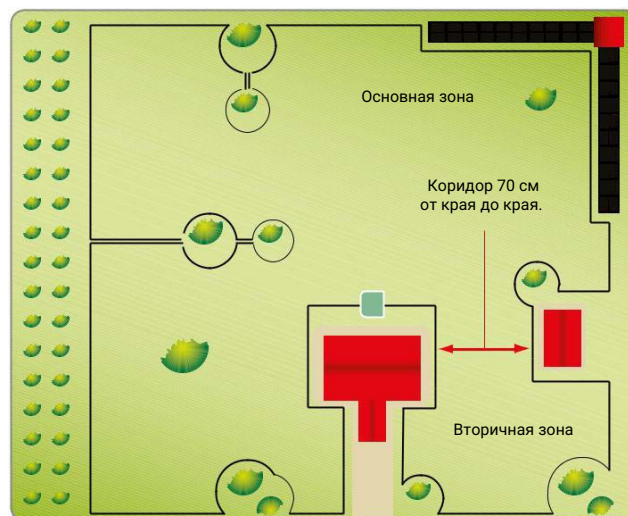 Основная зона
Коридор 70 см
от края до края.
Вторичная зона